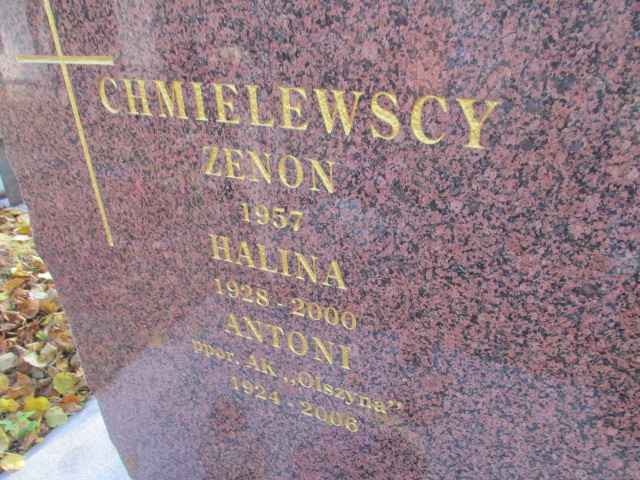 CHMIELEWSCY
ZENON
1957
HALINA
1928 - 2000
ANTONI
ppor. AK „Olszyna”
1924 - 2006